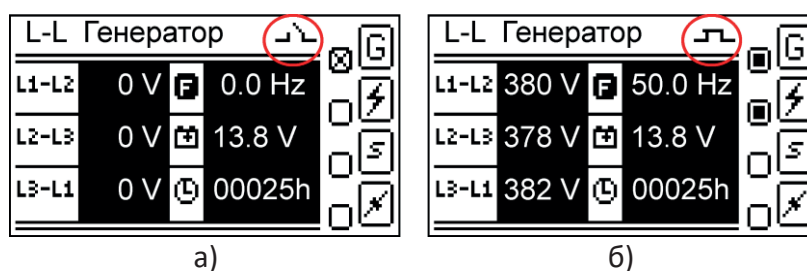 L-L Генератор
G
L1-L2 0 V F 0.0 Hz
L2-L3 0 V 13.8 V
S
L3-L1 0 V 00025h
а)
L-L Генератор
G
L1-L2 380 V F 50.0 Hz
L2-L3 378 V 13.8 V
S
L3-L1 382 V 00025h
б)